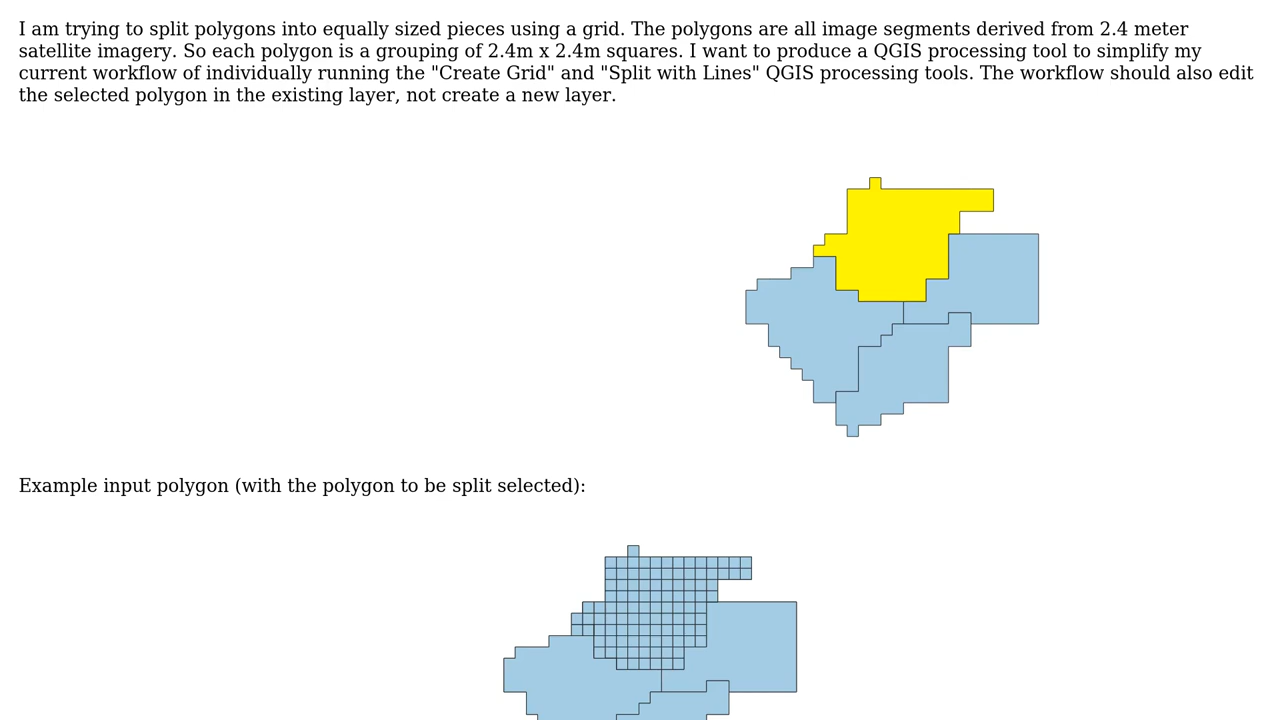 I am trying to split polygons into equally sized pieces using a grid. The polygons are all image segments derived from 2.4 meter
satellite imagery. So each polygon is a grouping of 2.4m x 2.4m squares. I want to produce a QGIS processing tool to simplify my
current workflow of individually running the "Create Grid" and "Split with Lines" QGIS processing tools. The workflow should also edit
the selected polygon in the existing layer, not create a new layer.
Example input polygon (with the polygon to be split selected):